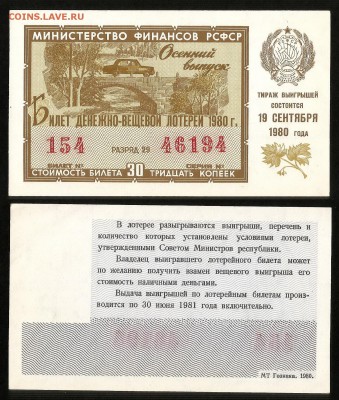 COINS.ЛАВЕ.RU
МИНИСТЕРСТВО ФИНАНСОВ РСФСР
Осенний
выпуск
БИЛЕТ ДЕНЕЖНО-ВЕЩЕВОЙ ЛОТЕРЕИ 1980 г.
154 РАЗРЯД 29 46194
БИЛЕТ № СЕРИЯ №
СТОИМОСТЬ БИЛЕТА 30 ТРИДЦАТЬ КОПЕЕК
ТИРАЖ ВЫИГРЫШЕЙ
СОСТОИТСЯ
19 СЕНТЯБРЯ
1980 ГОДА
В лотерее разыгрываются выигрыши, перечень и
количество которых установлены условиями лотереи,
утвержденными Советом Министров республики.
Владелец выигравшего лотерейного билета может
по желанию получить взамен вещевого выигрыша его
стоимость наличными деньгами.
Выдача выигрышей по лотерейным билетам произ-
водится по 30 июня 1981 года включительно.
МТ Гознака. 1980.